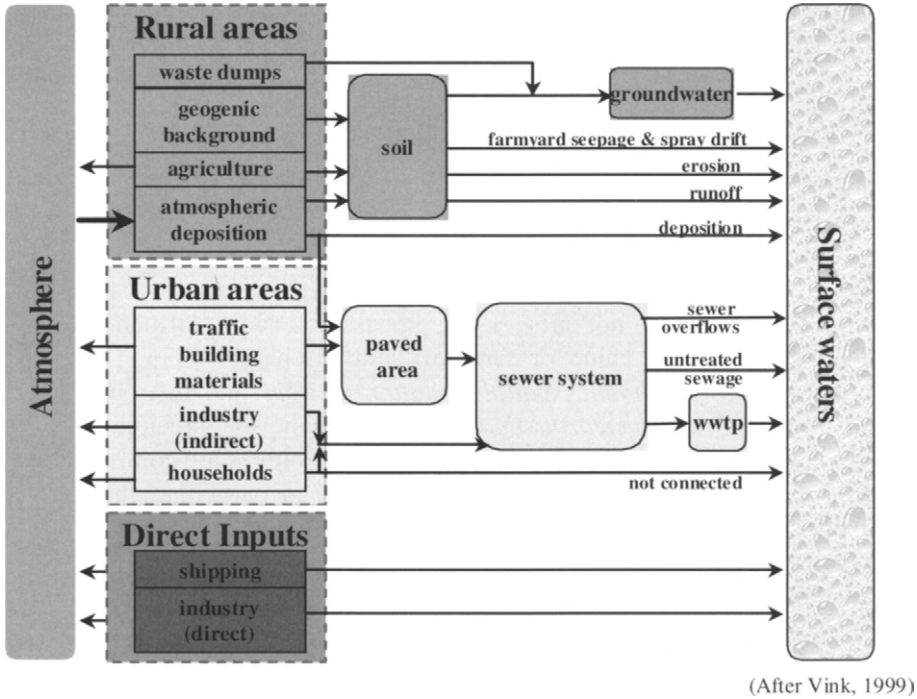 Atmosphere
Rural areas
waste dumps
geogenic
background
agriculture
atmospheric
deposition
soil
groundwater
farmyard seepage & spray drift
erosion
runoff
deposition
Urban areas
traffic
building
materials
industry
(indirect)
households
paved
area
sewer system
sewer
overflows
untreated
sewage
wwtp
not connected
Direct Inputs
shipping
industry
(direct)
Surface waters
(After Vink, 1999)